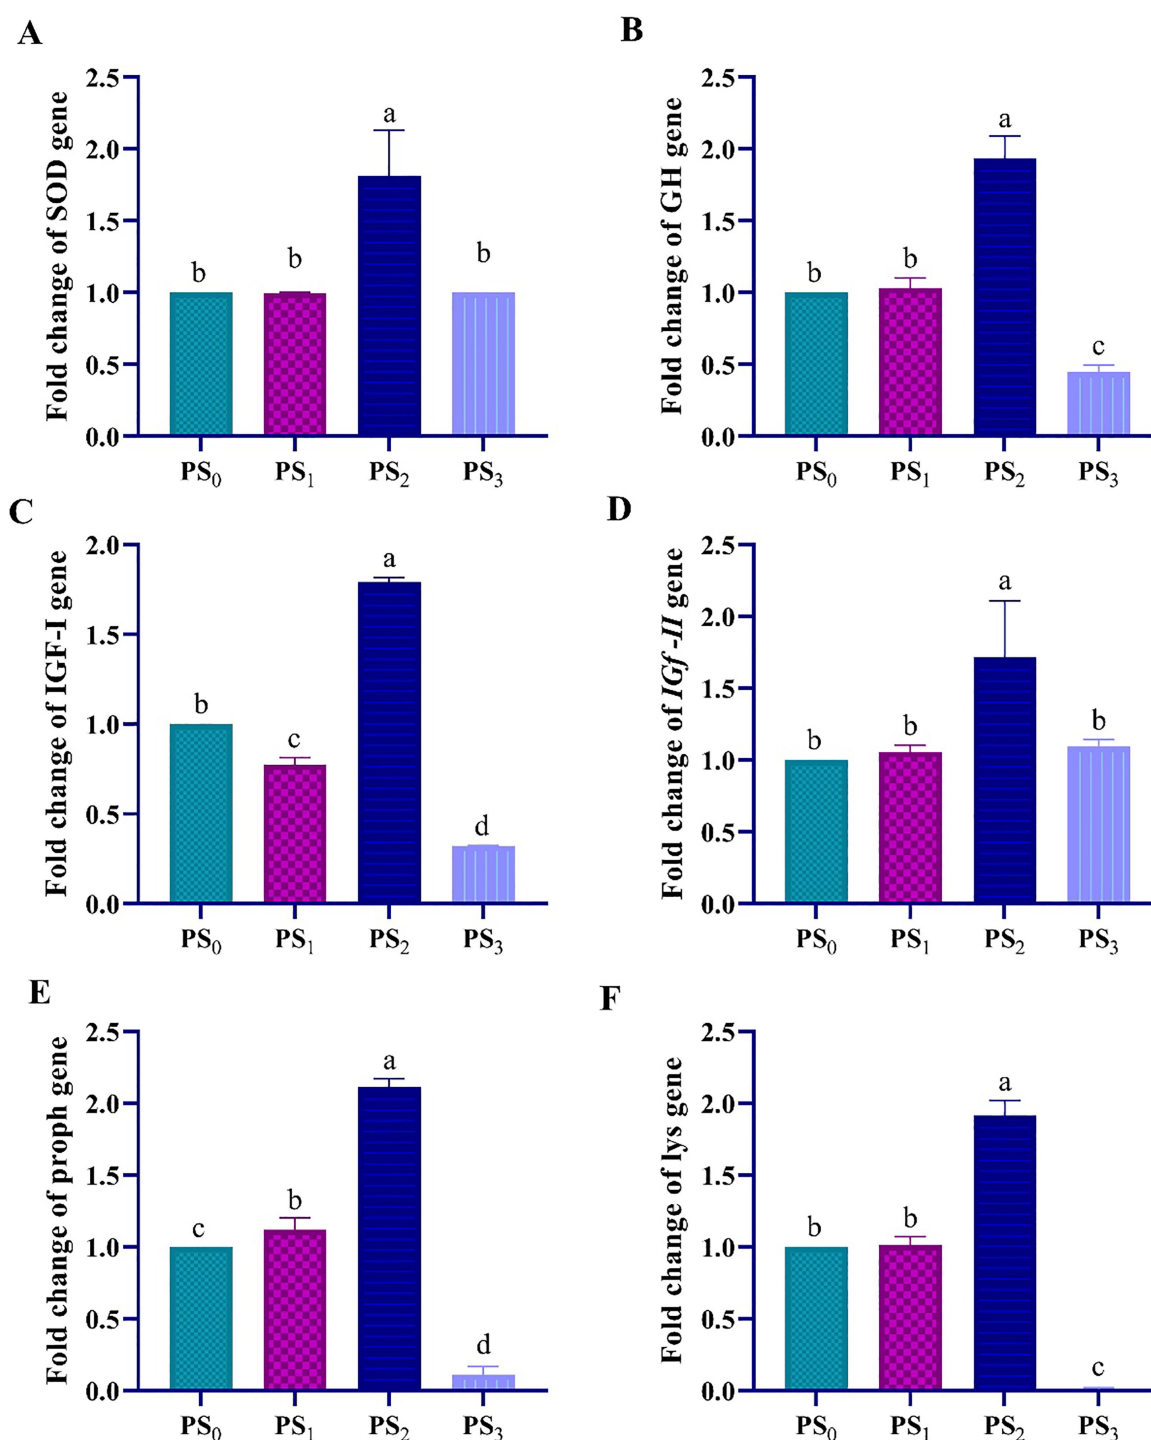 A
Fold change of SOD gene
2.5
2.0
1.5
1.0
0.5
0.0
b
b
a
b
PS₀
PS₁
PS₂
PS₃
B
Fold change of GH gene
2.5
2.0
1.5
1.0
0.5
0.0
b
b
a
c
PS₀
PS₁
PS₂
PS₃
C
Fold change of IGF-I gene
2.0
1.5
1.0
0.5
0.0
b
c
a
d
PS₀
PS₁
PS₂
PS₃
D
Fold change of IGf -II gene
2.5
2.0
1.5
1.0
0.5
0.0
b
b
a
b
PS₀
PS₁
PS₂
PS₃
E
Fold change of proph gene
2.5
2.0
1.5
1.0
0.5
0.0
c
b
a
d
PS₀
PS₁
PS₂
PS₃
F
Fold change of lys gene
2.5
2.0
1.5
1.0
0.5
0.0
b
b
a
c
PS₀
PS₁
PS₂
PS₃